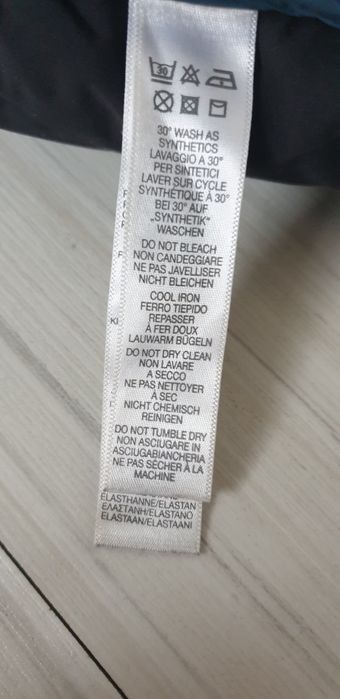 30
30° WASH AS
SYNTHETICS
LAVAGGIO A 30°
PER SINTETICI
LAVER SUR CYCLE
SYNTHÉTIQUE À 30°
BEI 30° AUF
„SYNTHETIK“
WASCHEN
DO NOT BLEACH
NON CANDEGGIARE
NE PAS JAVELLISER
NICHT BLEICHEN
COOL IRON
FERRO TIEPIDO
REPASSER
À FER DOUX
LAUWARM BÜGELN
DO NOT DRY CLEAN
NON LAVARE
A SECCO
NE PAS NETTOYER
À SEC
NICHT CHEMISCH
REINIGEN
DO NOT TUMBLE DRY
NON ASCIUGARE IN
ASCIUGABIANCHERIA
NE PAS SÉCHER À LA
MACHINE
ELASTHANNE/ELASTAN
ΕΛΑΣΤΑΝΗ/ELASTANO
ELASTAAN/ELASTAANI